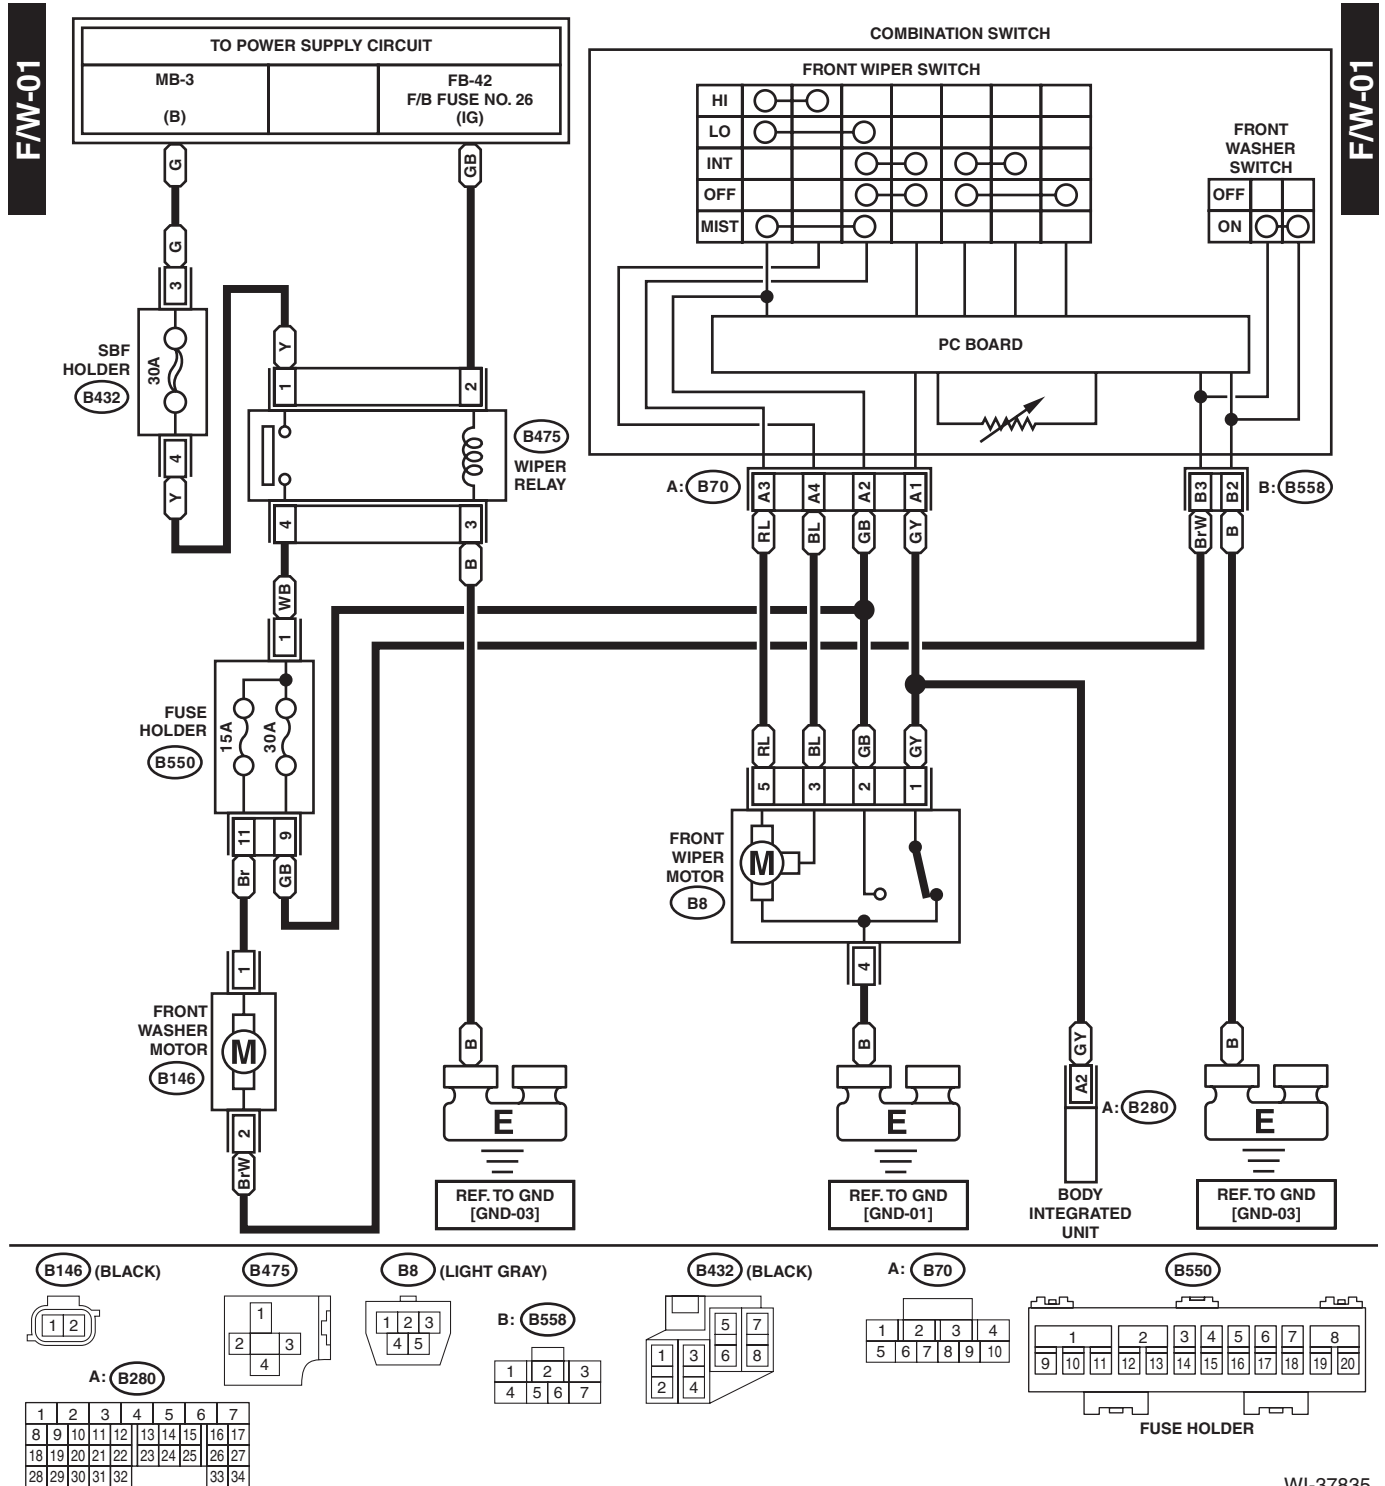 F/W-01
F/W-01
TO POWER SUPPLY CIRCUIT
MB-3
(B)
FB-42
F/B FUSE NO. 26
(IG)
COMBINATION SWITCH
FRONT WIPER SWITCH
HI
LO
INT
OFF
MIST
FRONT
WASHER
SWITCH
OFF
ON
PC BOARD
G
GB
G
3
SBF
HOLDER
B432
30A
4
Y
Y
1
2
B475
WIPER
RELAY
4
3
B
WB
1
A: B70
A3 A4 A2 A1
RL BL GB GY
B3 B2
B: B558
BrW B
FUSE
HOLDER
B550
15A
30A
11 9
Br GB
RL BL GB GY
5 3 2 1
FRONT
WIPER
MOTOR
B8
M
4
1
FRONT
WASHER
MOTOR
B146
M
2
BrW
B
E
REF. TO GND
[GND-03]
B
E
REF. TO GND
[GND-01]
GY
A2
A: B280
BODY
INTEGRATED
UNIT
B
E
REF. TO GND
[GND-03]
B146 (BLACK)
1 2
B475
1
2 3
4
B8 (LIGHT GRAY)
1 2 3
4 5
B: B558
1 2 3
4 5 6 7
B432 (BLACK)
5 7
1 3 6 8
2 4
A: B70
1 2 3 4
5 6 7 8 9 10
B550
1 2 3 4 5 6 7 8
9 10 11 12 13 14 15 16 17 18 19 20
FUSE HOLDER
A: B280
1 2 3 4 5 6 7
8 9 10 11 12 13 14 15 16 17
18 19 20 21 22 23 24 25 26 27
28 29 30 31 32 33 34
WI-37835